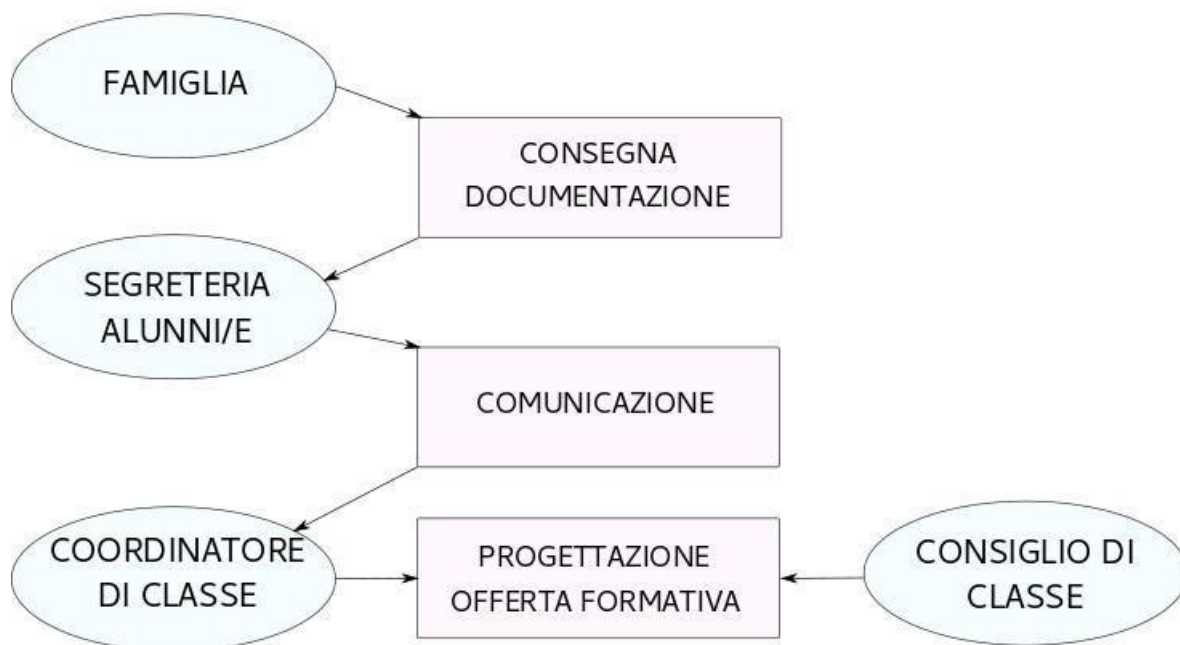 FAMIGLIA
CONSEGNA
DOCUMENTAZIONE
SEGRETERIA
ALUNNI/E
COMUNICAZIONE
COORDINATORE
DI CLASSE
PROGETTAZIONE
OFFERTA FORMATIVA
CONSIGLIO DI
CLASSE